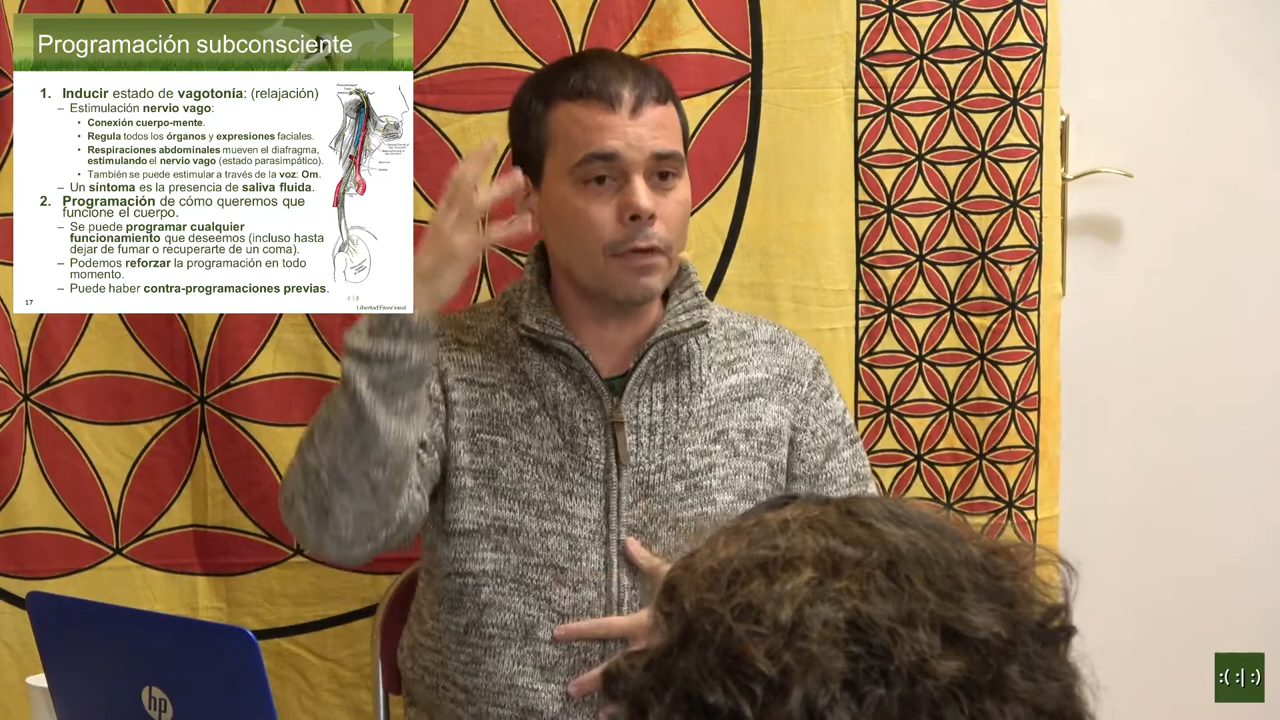 Programación subconsciente
1. Inducir estado de vagotonía: (relajación)
– Estimulación nervio vago:
• Conexión cuerpo-mente.
• Regula todos los órganos y expresiones faciales.
• Respiraciones abdominales mueven el diafragma,
estimulando el nervio vago (estado parasimpático).
• También se puede estimular a través de la voz: Om.
– Un síntoma es la presencia de saliva fluida.
2. Programación de cómo queremos que
funcione el cuerpo.
– Se puede programar cualquier
funcionamiento que deseemos (incluso hasta
dejar de fumar o recuperarte de un coma).
– Podemos reforzar la programación en todo
momento.
– Puede haber contra-programaciones previas.
17
Libertad Emocional
hp
:( :| :)